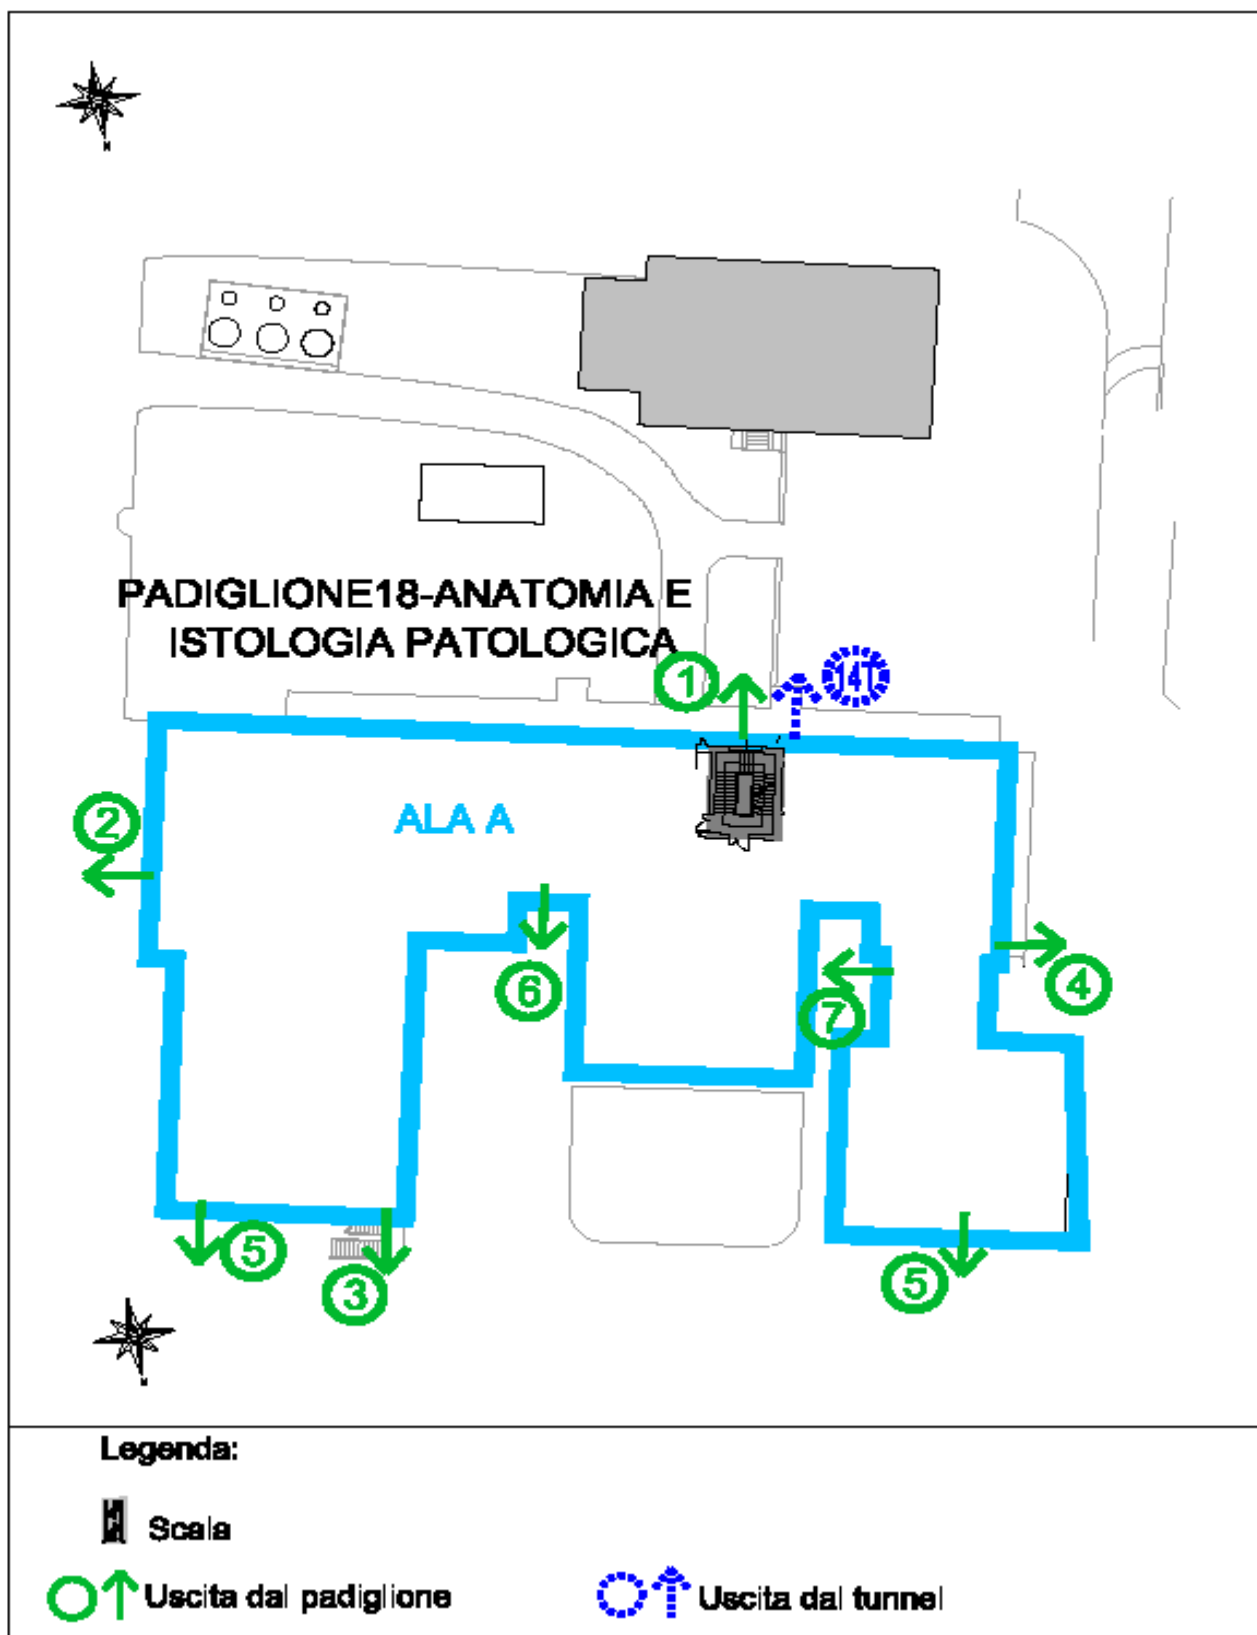 N
PADIGLIONE18-ANATOMIA E
ISTOLOGIA PATOLOGICA
1
14T
2
ALA A
6
7
4
5
3
5
N
Legenda:
Scala
Uscita dal padiglione
Uscita dal tunnel